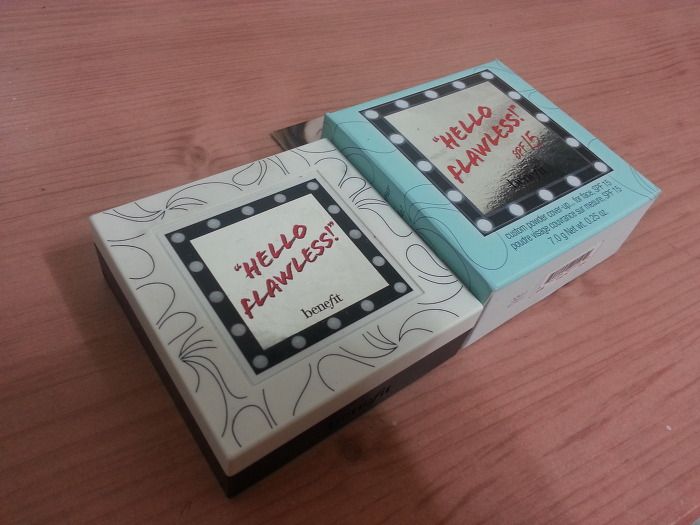 "HELLO
FLAWLESS!"
benefit
"HELLO
FLAWLESS!"
SPF 15
benefit
custom powder cover-up... for face, SPF 15
poudre visage couvrance sur mesure, SPF 15
7.0 g Net wt. 0.25 oz.
benefit